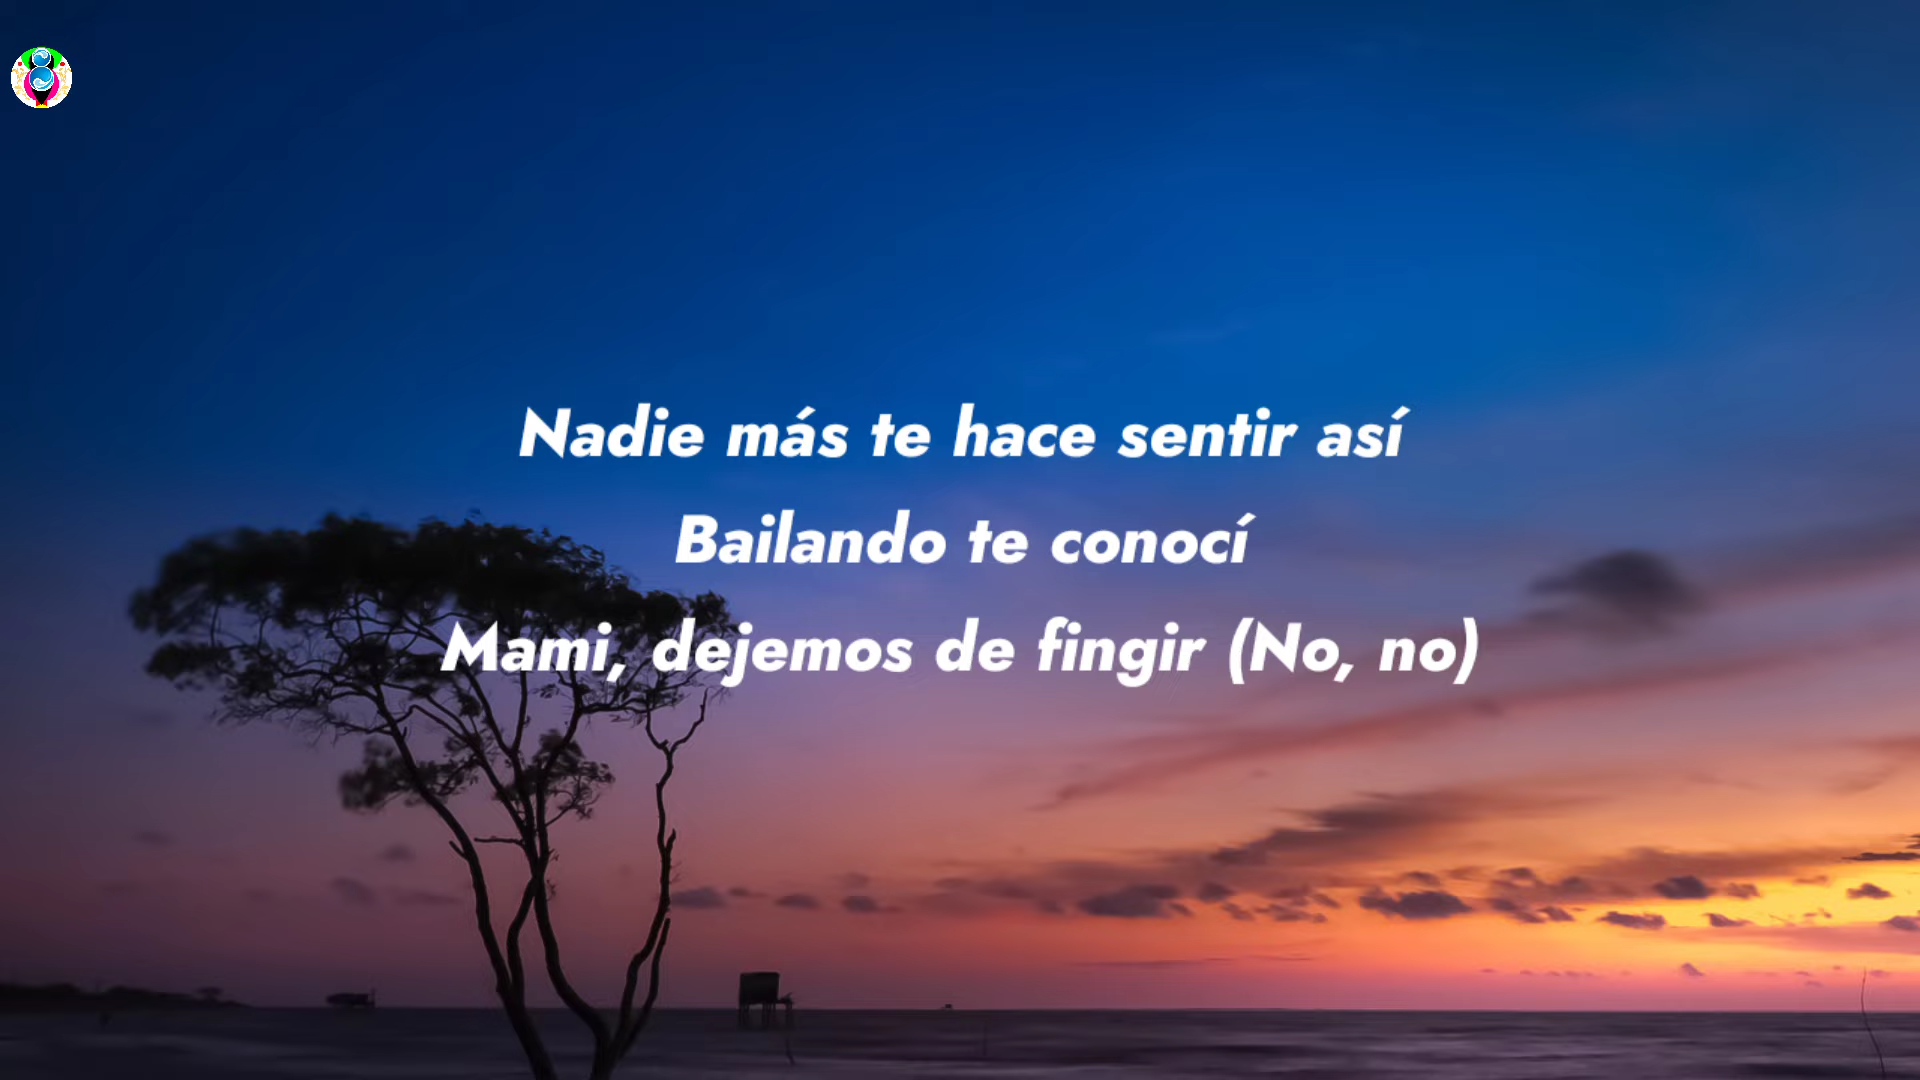 Nadie más te hace sentir así
Bailando te conocí
Mami, dejemos de fingir (No, no)